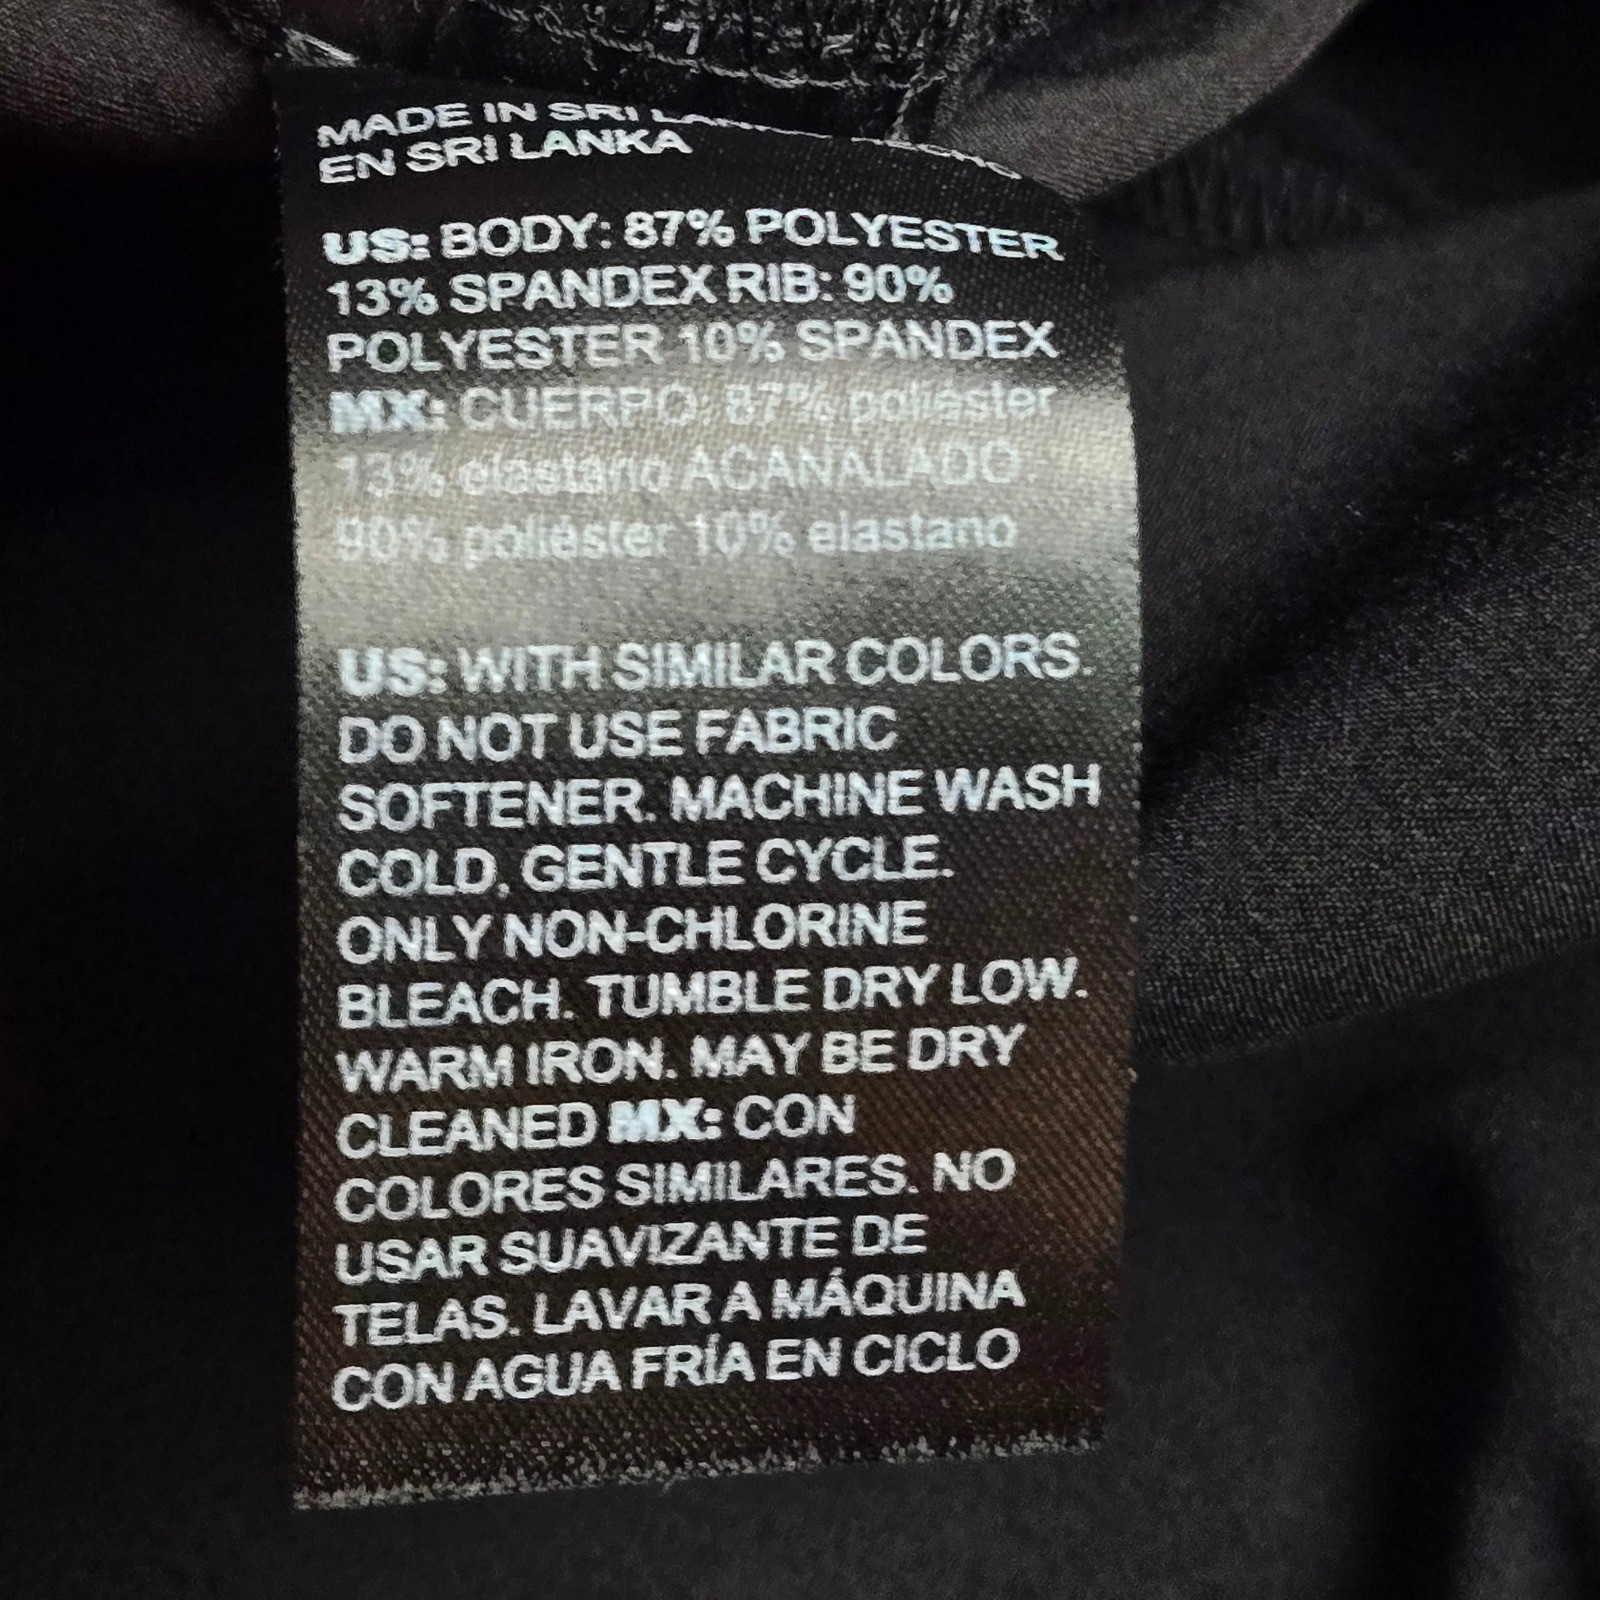 MADE IN SRI LANKA
EN SRI LANKA
US: BODY: 87% POLYESTER
13% SPANDEX RIB: 90%
POLYESTER 10% SPANDEX
MX: CUERPO: 87% poliéster
13% elastano ACANALADO:
90% poliéster 10% elastano
US: WITH SIMILAR COLORS.
DO NOT USE FABRIC
SOFTENER. MACHINE WASH
COLD, GENTLE CYCLE.
ONLY NON-CHLORINE
BLEACH. TUMBLE DRY LOW.
WARM IRON. MAY BE DRY
CLEANED MX: CON
COLORES SIMILARES. NO
USAR SUAVIZANTE DE
TELAS. LAVAR A MÁQUINA
CON AGUA FRÍA EN CICLO